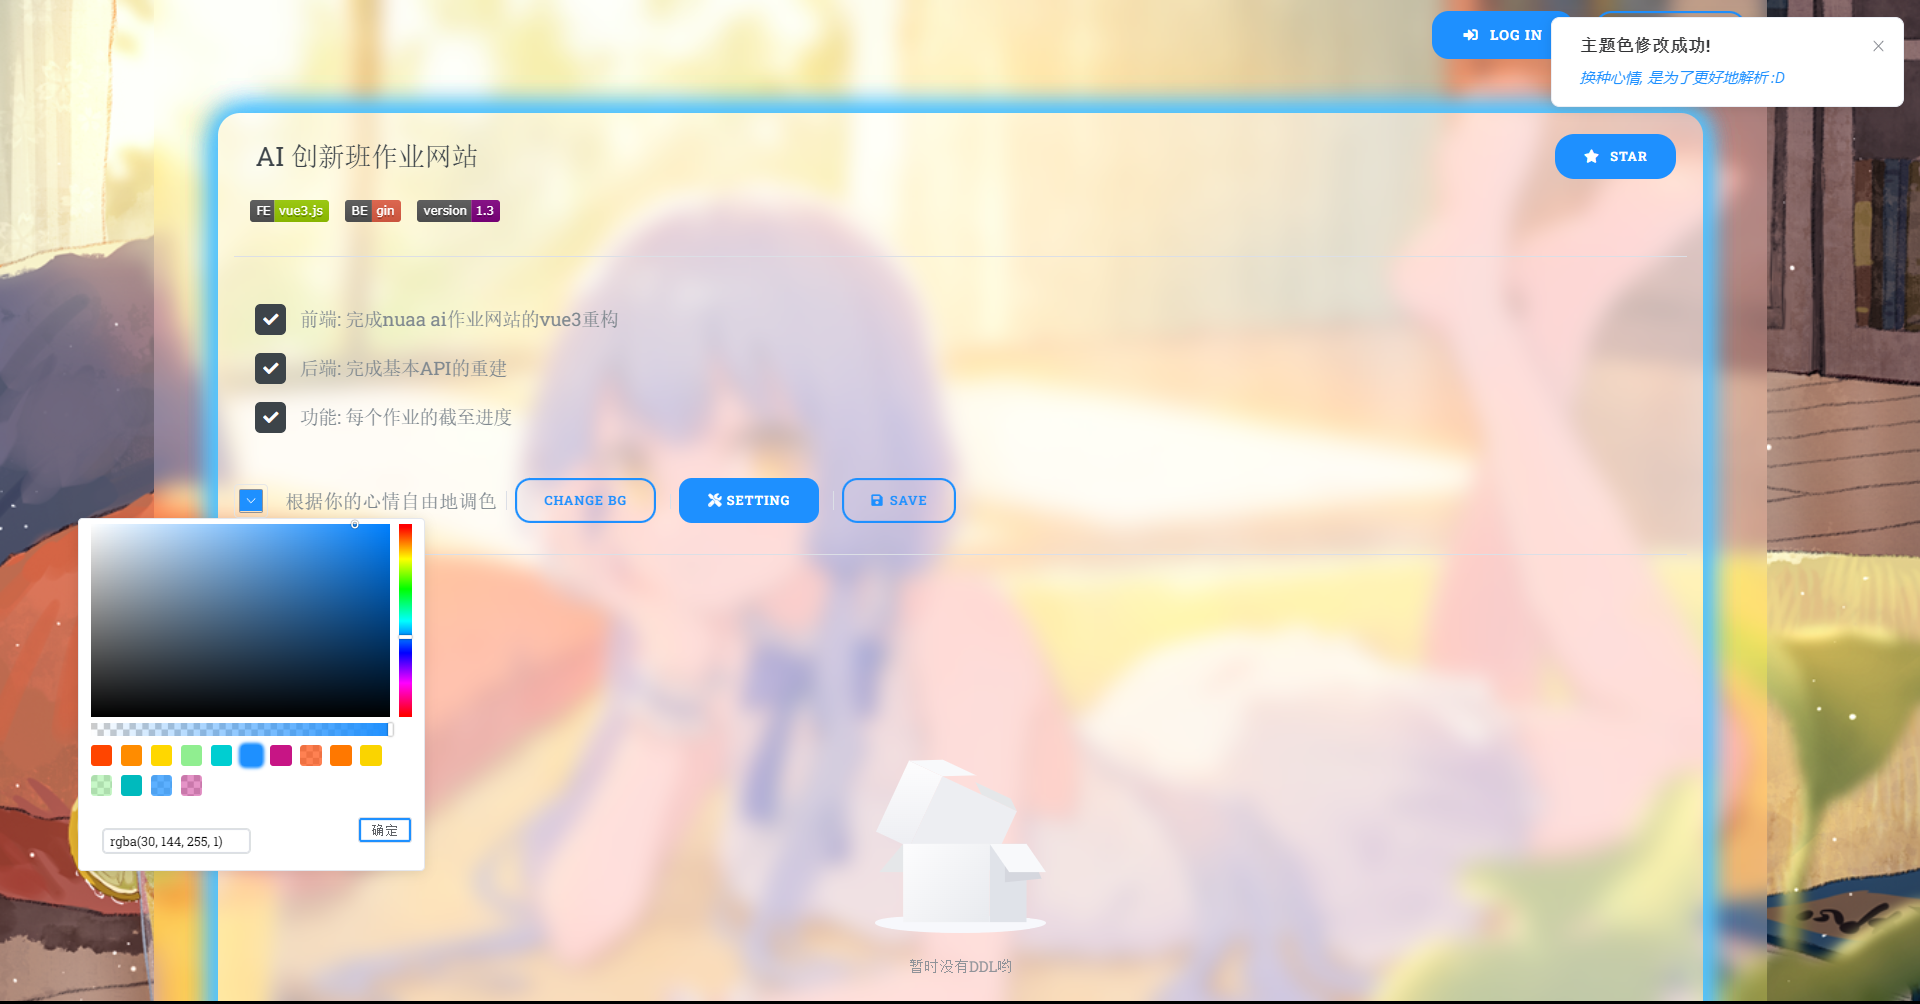 LOG IN
主题色修改成功!
换种心情, 是为了更好地解析 :D
AI 创新班作业网站
STAR
FE vue3.js BE gin version 1.3
前端: 完成nuaa ai作业网站的vue3重构
后端: 完成基本API的重建
功能: 每个作业的截至进度
根据你的心情自由地调色
CHANGE BG
SETTING
SAVE
rgba(30, 144, 255, 1)
确定
暂时没有DDL哟